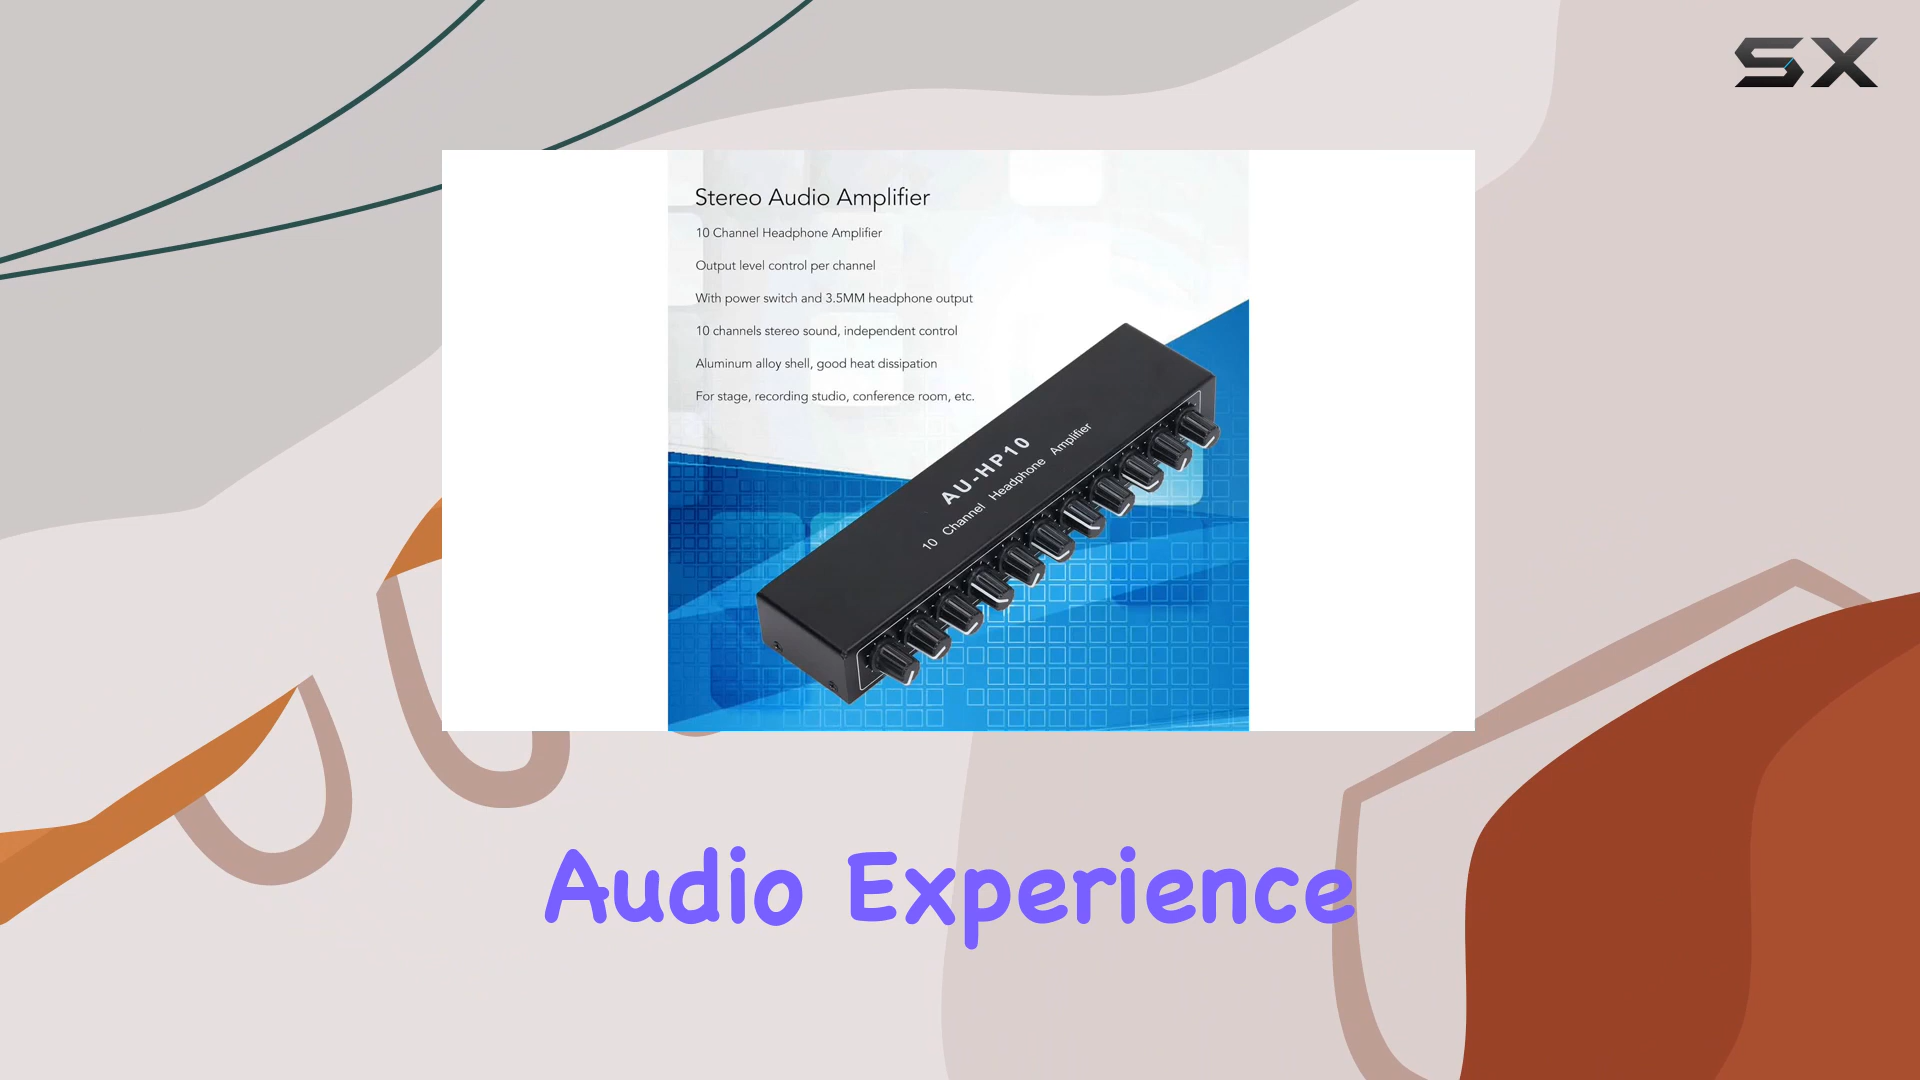 SX
Stereo Audio Amplifier
10 Channel Headphone Amplifier
Output level control per channel
With power switch and 3.5MM headphone output
10 channels stereo sound, independent control
Aluminum alloy shell, good heat dissipation
For stage, recording studio, conference room, etc.
AU-HP10
10 Channel Headphone Amplifier
Audio Experience